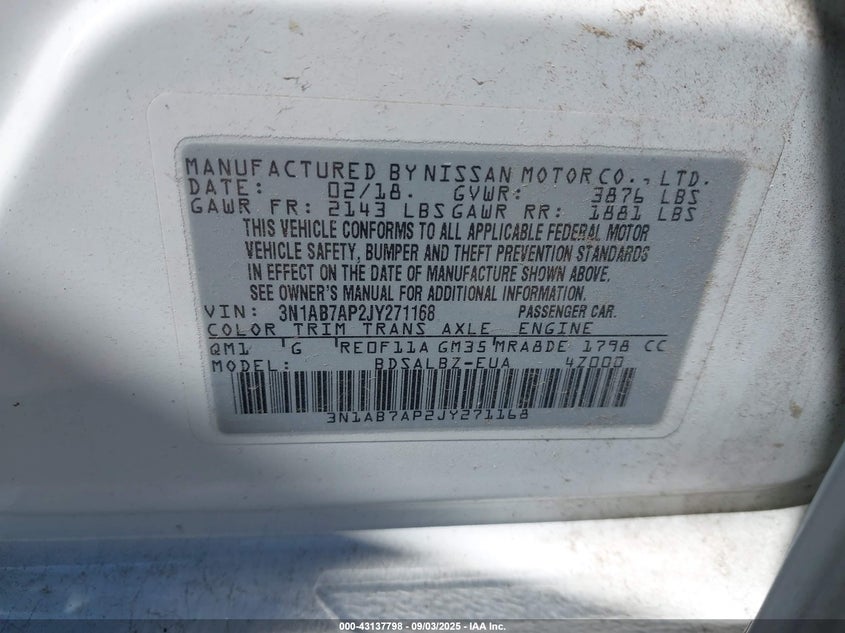 MANUFACTURED BY NISSAN MOTOR CO., LTD.
DATE: 02/18. GVWR: 3876 LBS
GAWR FR: 2143 LBS GAWR RR: 1881 LBS
THIS VEHICLE CONFORMS TO ALL APPLICABLE FEDERAL MOTOR
VEHICLE SAFETY, BUMPER AND THEFT PREVENTION STANDARDS
IN EFFECT ON THE DATE OF MANUFACTURE SHOWN ABOVE.
SEE OWNER'S MANUAL FOR ADDITIONAL INFORMATION.
VIN: 3N1AB7AP2JY271168 PASSENGER CAR.
COLOR TRIM TRANS AXLE ENGINE
QM1 G RE0F11A GM35 MRA8DE 1798 CC
MODEL: BDSALBZ-EUA 4Z000
3N1AB7AP2JY271168
000-43137798 - 09/03/2025 - IAA Inc.